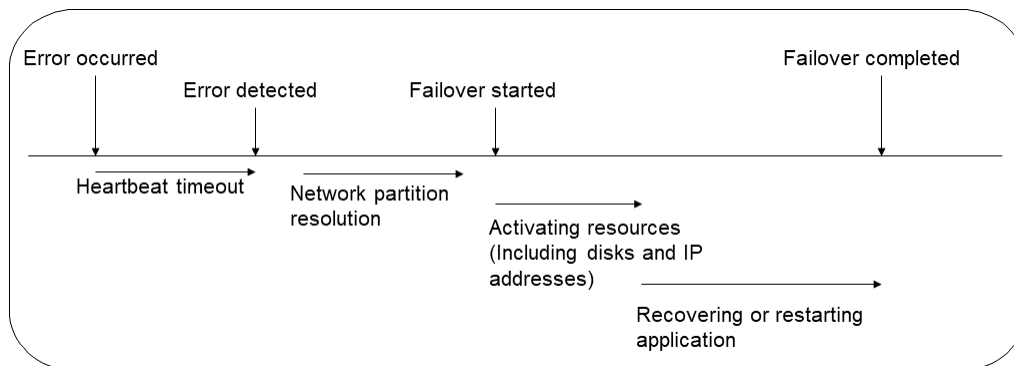 Error occurred
Failover completed
Error detected
Failover started
Heartbeat timeout
Network partition
resolution
Activating resources
(Including disks and IP
addresses)
Recovering or restarting
application